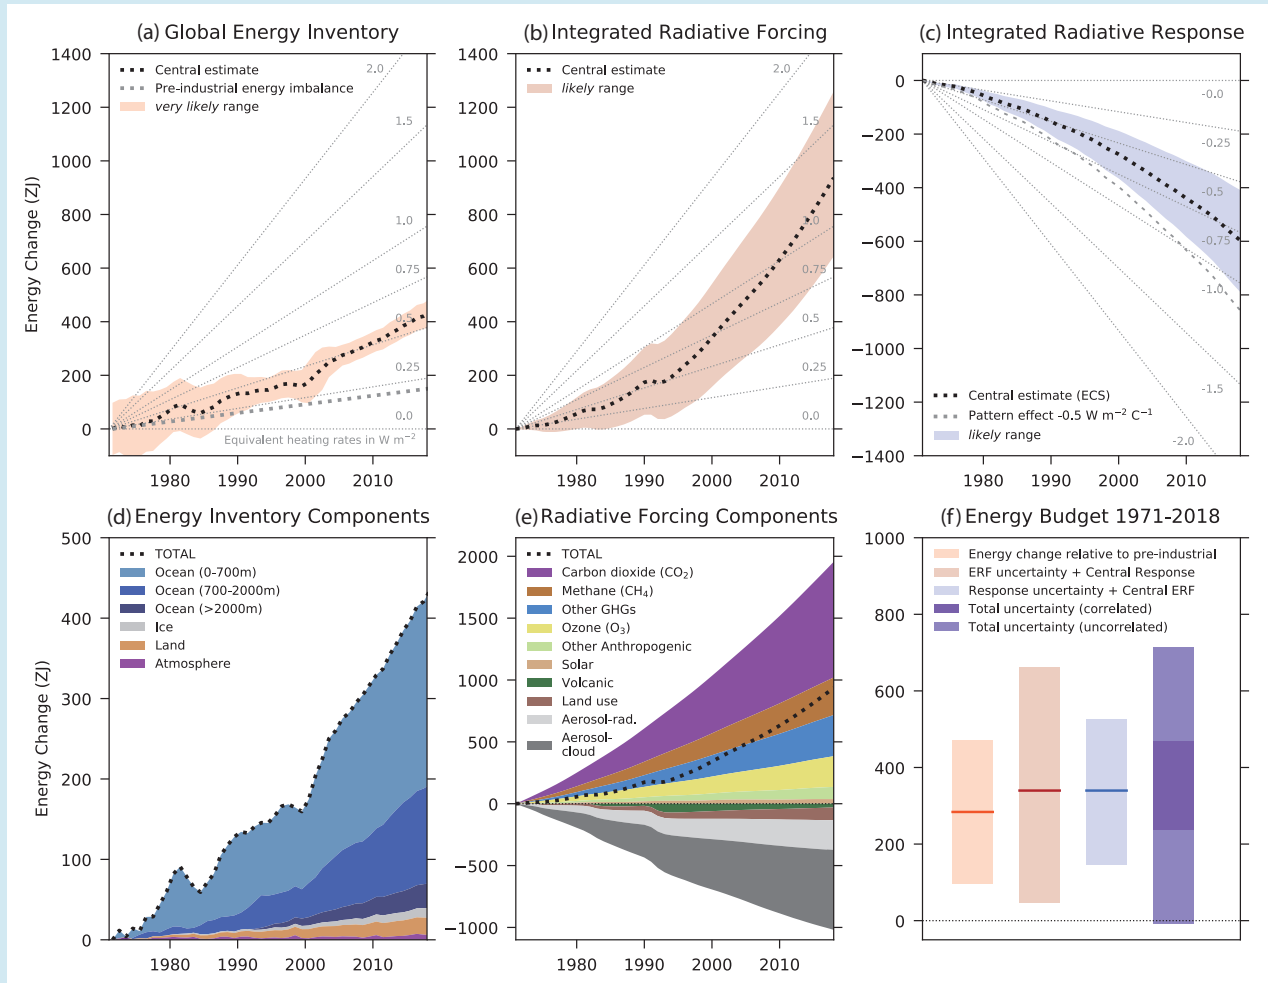 (a) Global Energy Inventory
Energy Change (ZJ)
1400
1200
1000
800
600
400
200
0
Central estimate
Pre-industrial energy imbalance
very likely range
2.0
1.5
1.0
0.75
0.5
0.25
0.0
Equivalent heating rates in W m⁻²
1980
1990
2000
2010
(b) Integrated Radiative Forcing
1400
1200
1000
800
600
400
200
0
Central estimate
likely range
2.0
1.5
1.0
0.75
0.5
0.25
0.0
1980
1990
2000
2010
(c) Integrated Radiative Response
0
−200
−400
−600
−800
−1000
−1200
−1400
-0.0
-0.25
-0.5
-0.75
-1.0
-1.5
-2.0
Central estimate (ECS)
Pattern effect -0.5 W m⁻² C⁻¹
likely range
1980
1990
2000
2010
(d) Energy Inventory Components
Energy Change (ZJ)
500
400
300
200
100
0
TOTAL
Ocean (0-700m)
Ocean (700-2000m)
Ocean (>2000m)
Ice
Land
Atmosphere
1980
1990
2000
2010
(e) Radiative Forcing Components
2000
1500
1000
500
0
−500
−1000
TOTAL
Carbon dioxide (CO₂)
Methane (CH₄)
Other GHGs
Ozone (O₃)
Other Anthropogenic
Solar
Volcanic
Land use
Aerosol-rad.
Aerosol-
cloud
1980
1990
2000
2010
(f) Energy Budget 1971-2018
1000
800
600
400
200
0
Energy change relative to pre-industrial
ERF uncertainty + Central Response
Response uncertainty + Central ERF
Total uncertainty (correlated)
Total uncertainty (uncorrelated)